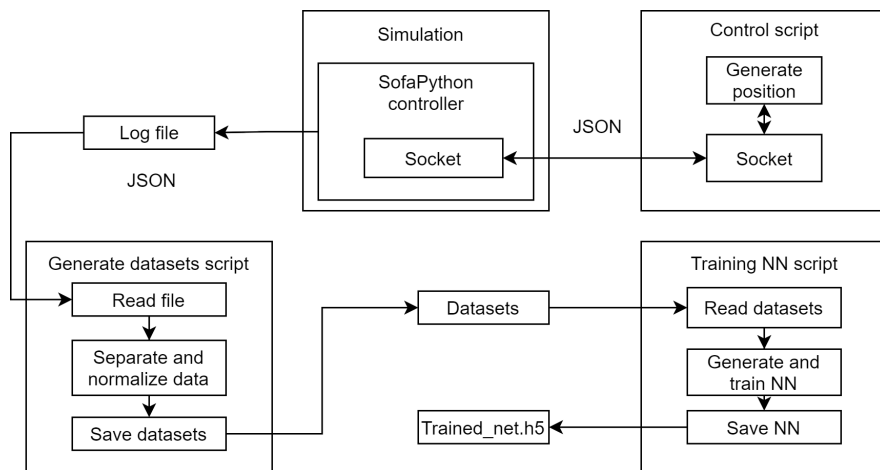 Simulation
SofaPython
controller
Socket
JSON
Control script
Generate
position
Socket
Log file
JSON
Generate datasets script
Read file
Separate and
normalize data
Save datasets
Datasets
Training NN script
Read datasets
Generate and
train NN
Save NN
Trained_net.h5